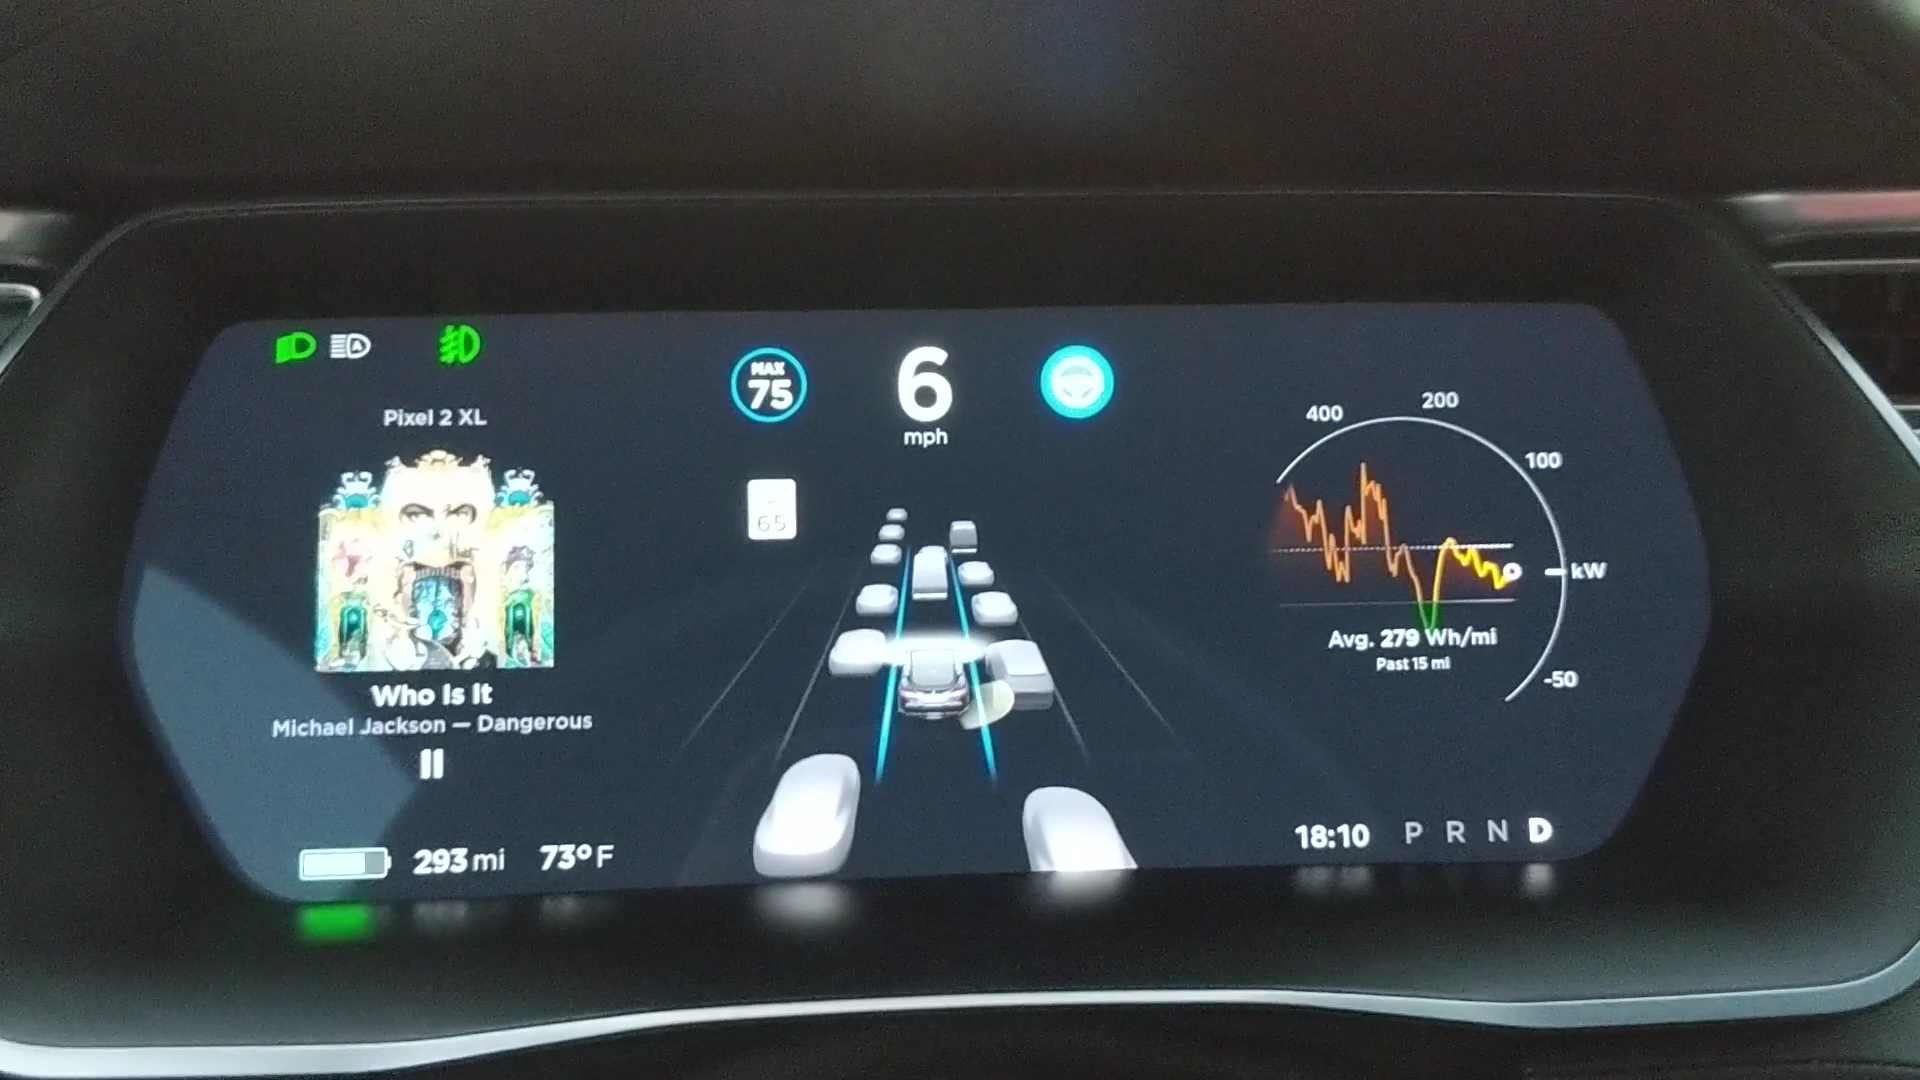 Pixel 2 XL
Who Is It
Michael Jackson — Dangerous
293 mi 73°F
MAX
75
6
mph
65
400
200
100
kW
-50
Avg. 279 Wh/mi
Past 15 mi
18:10 P R N D